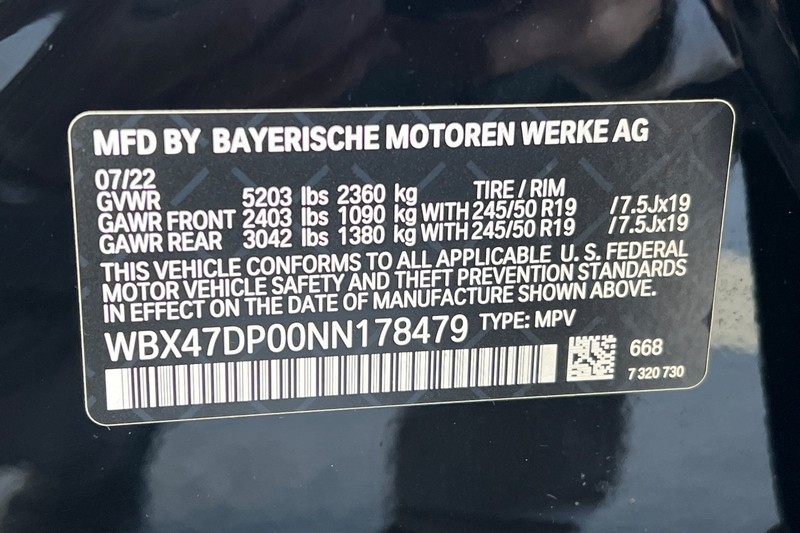 MFD BY BAYERISCHE MOTOREN WERKE AG
07/22 TIRE / RIM
GVWR 5203 lbs 2360 kg
GAWR FRONT 2403 lbs 1090 kg WITH 245/50 R19 /7.5Jx19
GAWR REAR 3042 lbs 1380 kg WITH 245/50 R19 /7.5Jx19
THIS VEHICLE CONFORMS TO ALL APPLICABLE U. S. FEDERAL
MOTOR VEHICLE SAFETY AND THEFT PREVENTION STANDARDS
IN EFFECT ON THE DATE OF MANUFACTURE SHOWN ABOVE.
WBX47DP00NN178479 TYPE: MPV
668
7 320 730